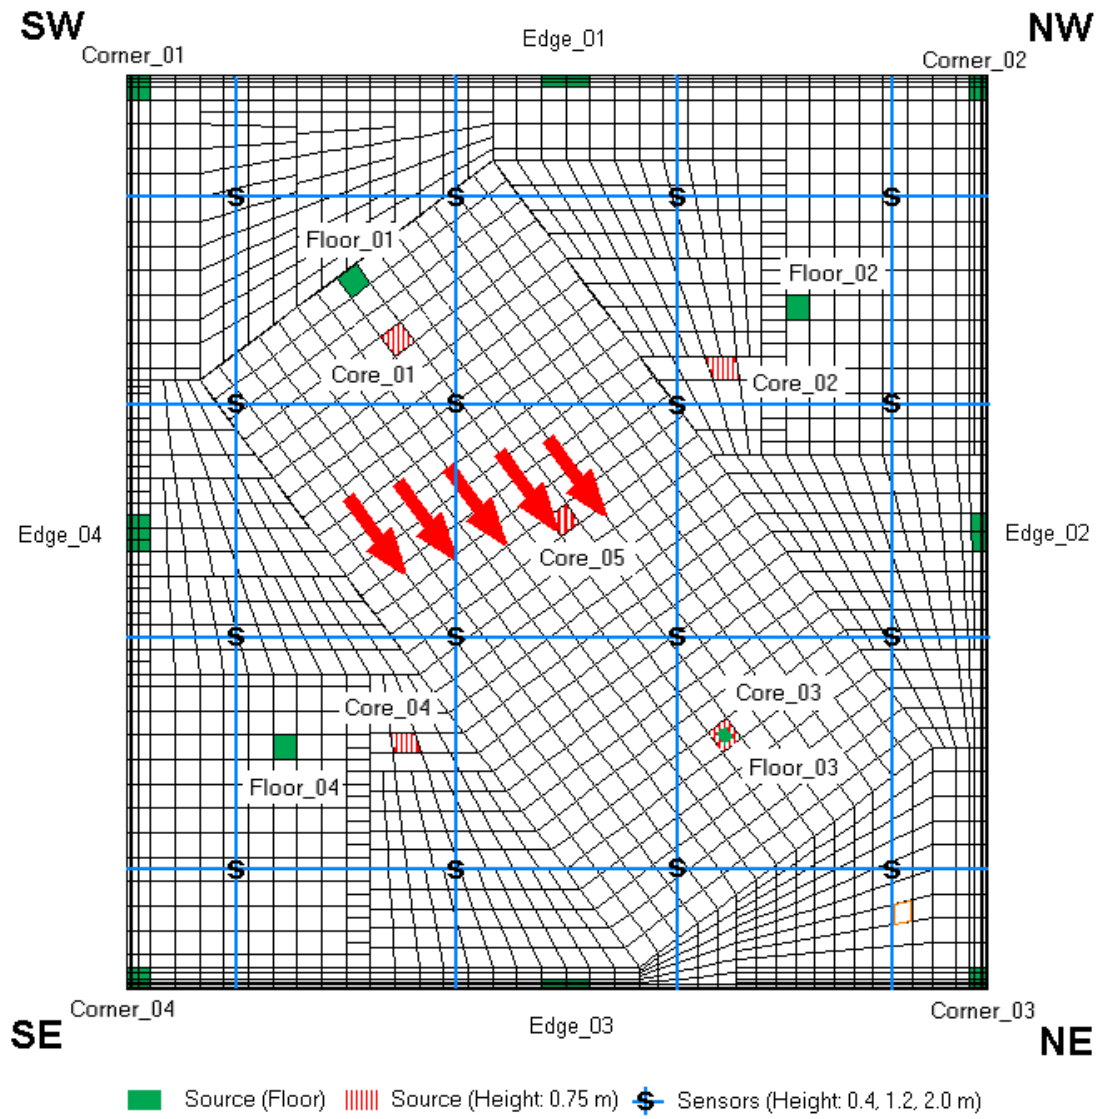 SW
NW
Edge_01
Corner_01
Corner_02
S S S S
Floor_01
Floor_02
Core_01
Core_02
S S S S
Edge_04
Edge_02
Core_05
S S S S
Core_03
Core_04
Floor_03
Floor_04
S S S S
Corner_04
Corner_03
Edge_03
SE
NE
Source (Floor)
Source (Height: 0.75 m)
S
Sensors (Height: 0.4, 1.2, 2.0 m)